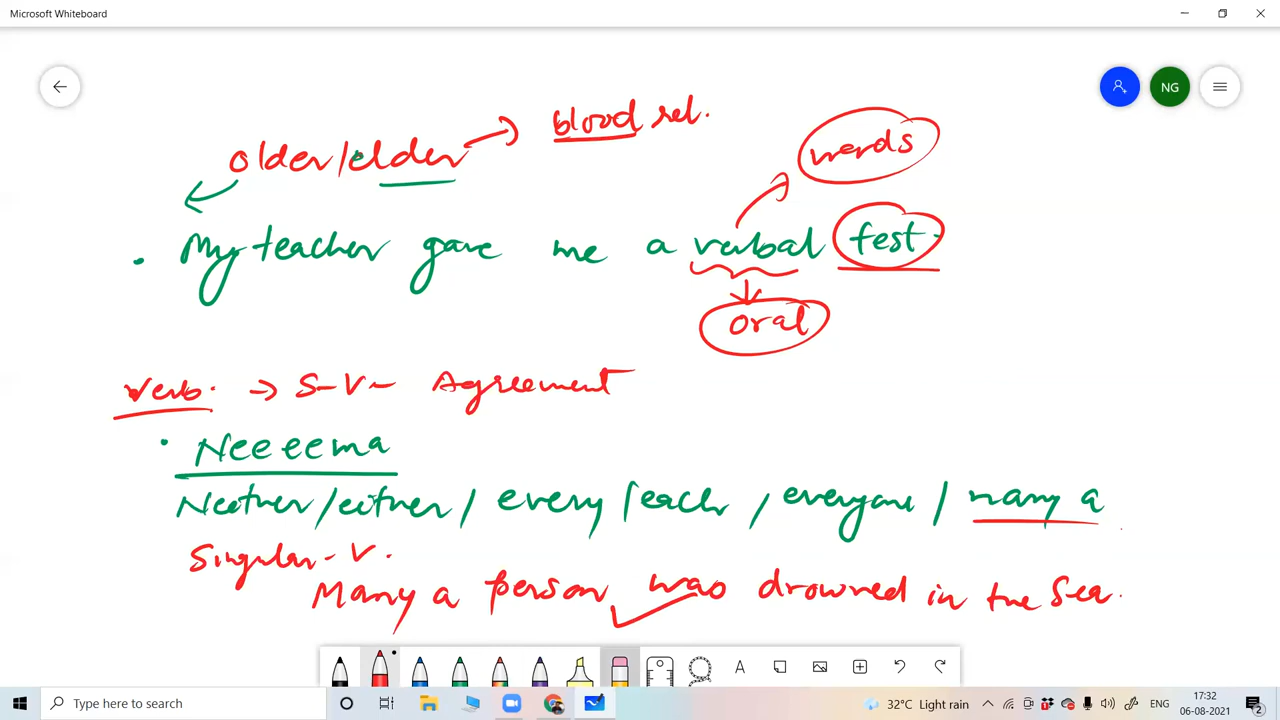 Microsoft Whiteboard
NG
blood rel.
older/elder
words
My teacher gave me a verbal test.
oral
Verb. → S-V- Agreement
Neeeema
Neither/either / every / each / everyone / many a
Singular - V.
Many a person was drowned in the Sea.
A
Type here to search
32°C Light rain
ENG
17:32
06-08-2021
2